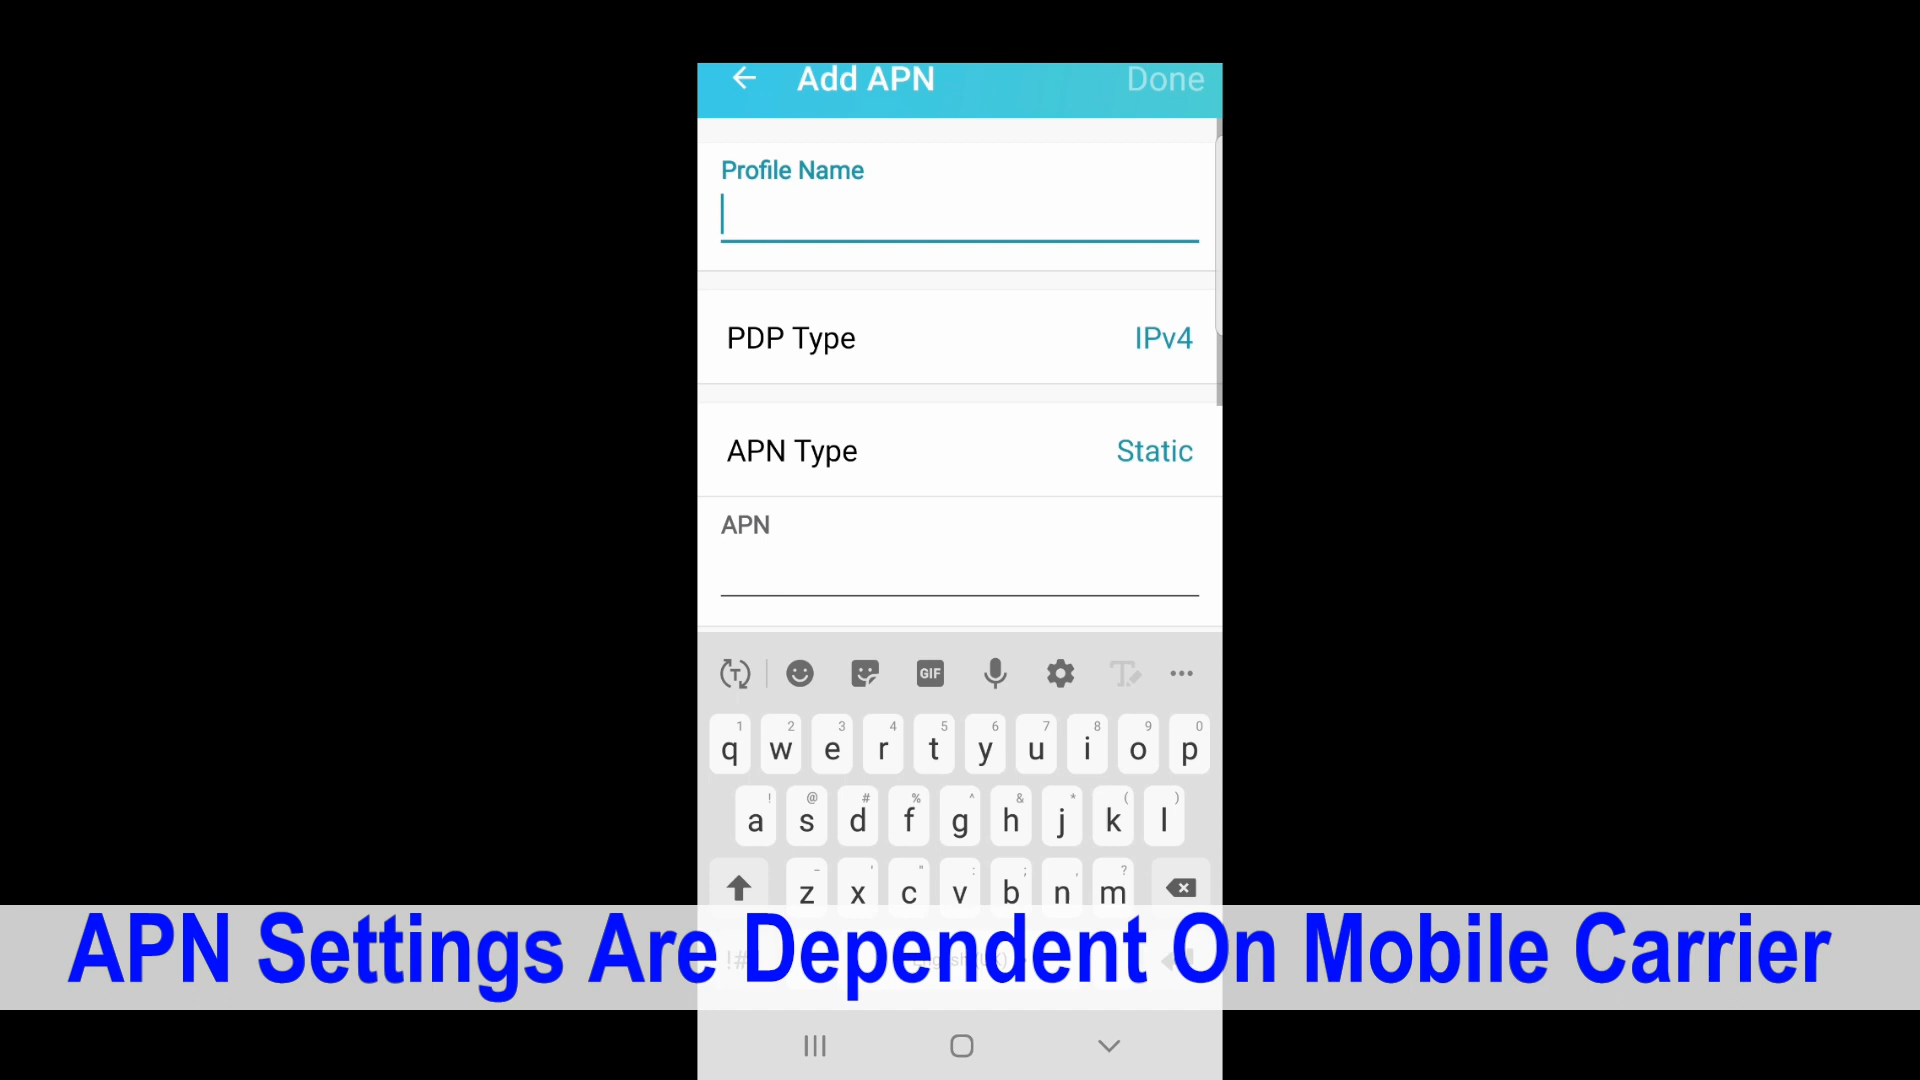 Add APN Done
Profile Name
PDP Type IPv4
APN Type Static
APN
T GIF T
1 2 3 4 5 6 7 8 9 0
q w e r t y u i o p
! @ # % ^ & * ( )
a s d f g h j k l
- ' " : ; , ?
z x c v b n m
APN Settings Are Dependent On Mobile Carrier